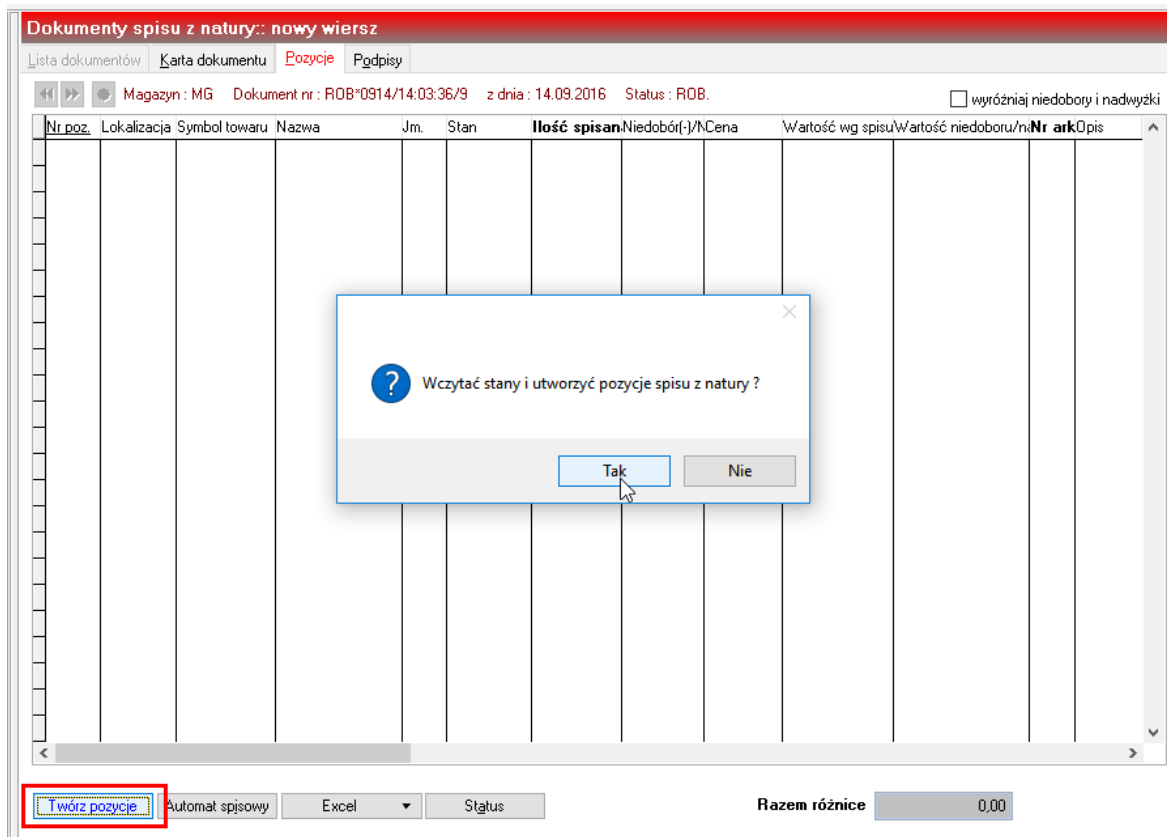 Dokumenty spisu z natury:: nowy wiersz
Lista dokumentów Karta dokumentu Pozycje Podpisy
Magazyn : MG Dokument nr : ROB*0914/14:03:36/9 z dnia : 14.09.2016 Status : ROB.
wyróżniaj niedobory i nadwyżki
Nr poz. Lokalizacja Symbol towaru Nazwa Jm. Stan Ilość spisan Niedobór(-)/N Cena Wartość wg spisu Wartość niedoboru/na Nr ark Opis
Wczytać stany i utworzyć pozycje spisu z natury ?
Tak Nie
Twórz pozycje Automat spisowy Excel Status Razem różnice 0,00